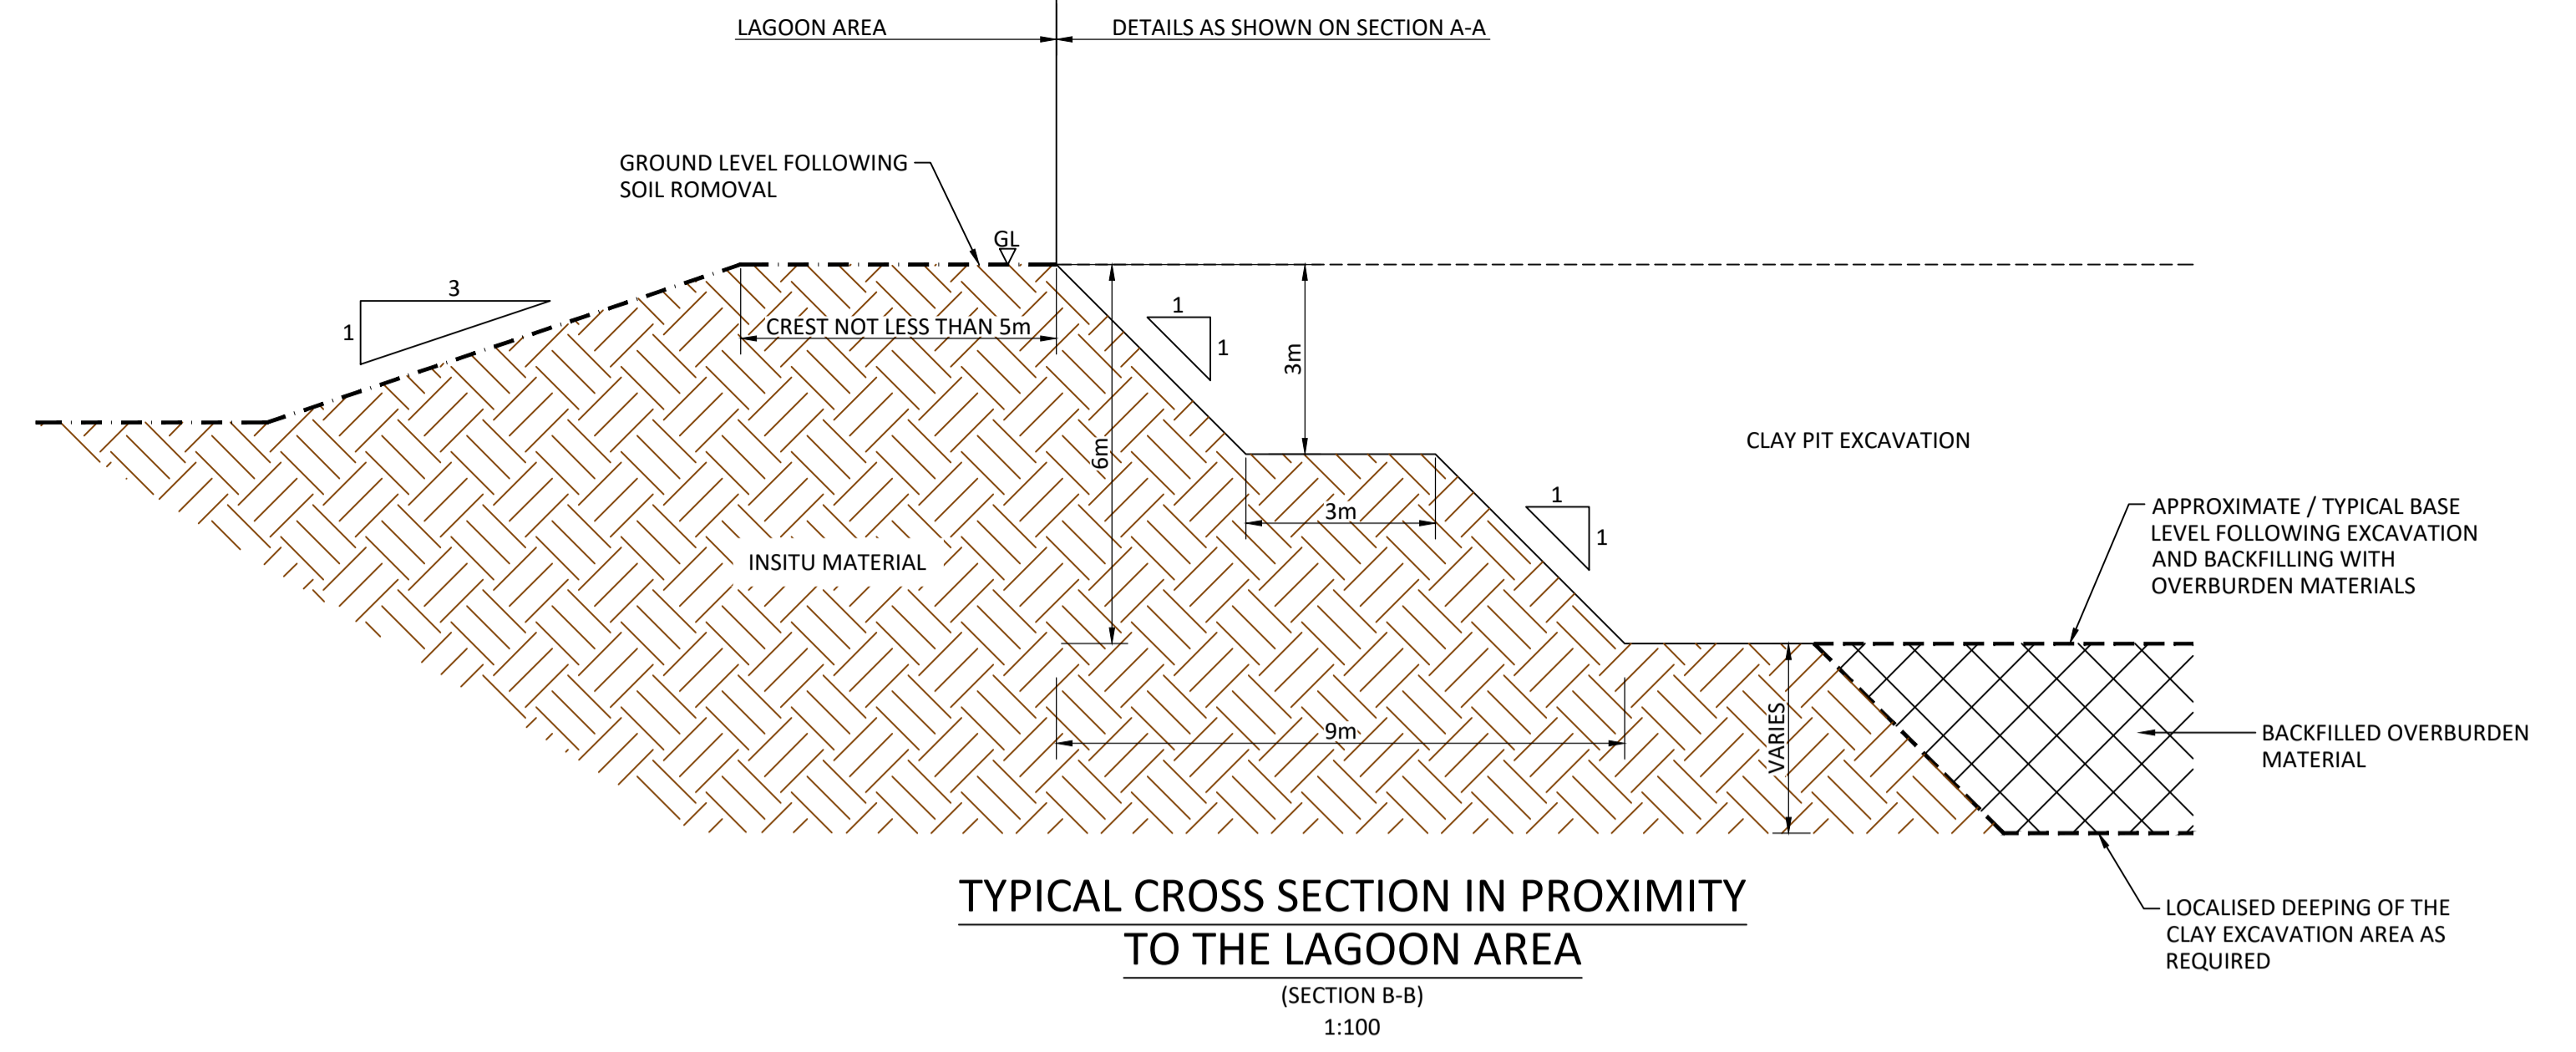 LAGOON AREA
DETAILS AS SHOWN ON SECTION A-A
GROUND LEVEL FOLLOWING
SOIL ROMOVAL
GL
3
1
CREST NOT LESS THAN 5m
1
1
3m
6m
CLAY PIT EXCAVATION
3m
1
1
APPROXIMATE / TYPICAL BASE
LEVEL FOLLOWING EXCAVATION
AND BACKFILLING WITH
OVERBURDEN MATERIALS
INSITU MATERIAL
9m
VARIES
BACKFILLED OVERBURDEN
MATERIAL
LOCALISED DEEPING OF THE
CLAY EXCAVATION AREA AS
REQUIRED
TYPICAL CROSS SECTION IN PROXIMITY
TO THE LAGOON AREA
(SECTION B-B)
1:100